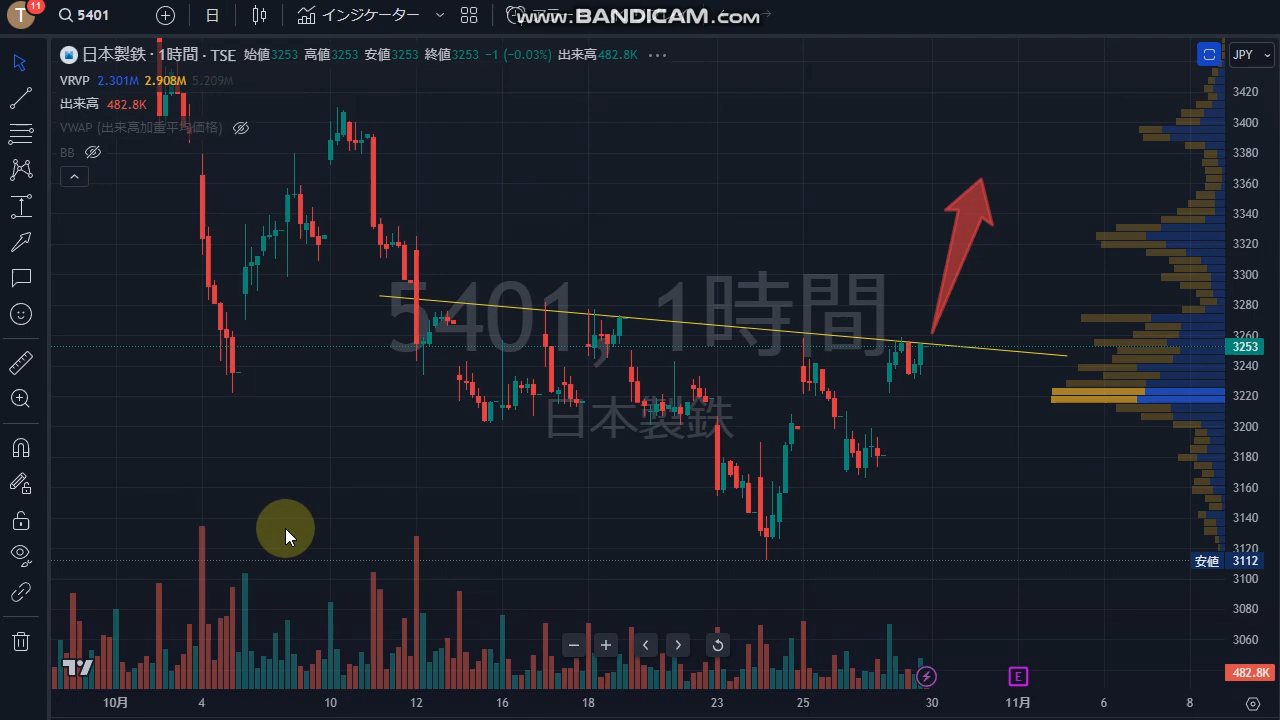 T 11 5401 日 インジケーター
www.BANDICAM.com
日本製鉄・1時間・TSE 始値3253 高値3253 安値3253 終値3253 −1 (−0.03%) 出来高482.8K
JPY
VRVP 2.301M 2.908M 5.209M
出来高 482.8K
VWAP (出来高加重平均価格)
BB
5401, 1時間
日本製鉄
3420
3400
3380
3360
3340
3320
3300
3280
3260
3253
3240
3220
3200
3180
3160
3140
3120
安値 3112
3100
3080
3060
482.8K
E
10月 4 10 12 16 18 23 25 30 11月 6 8